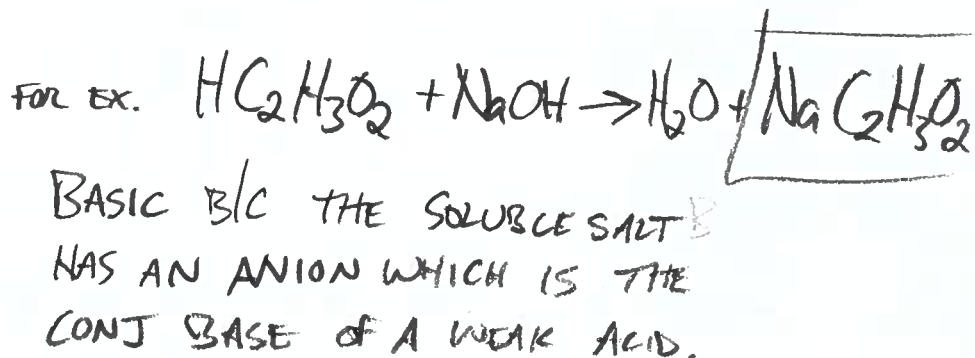 FOR EX. HC₂H₃O₂ + NaOH → H₂O + NaC₂H₃O₂
BASIC B/C THE SOLUBLE SALT
HAS AN ANION WHICH IS THE
CONJ BASE OF A WEAK ACID.